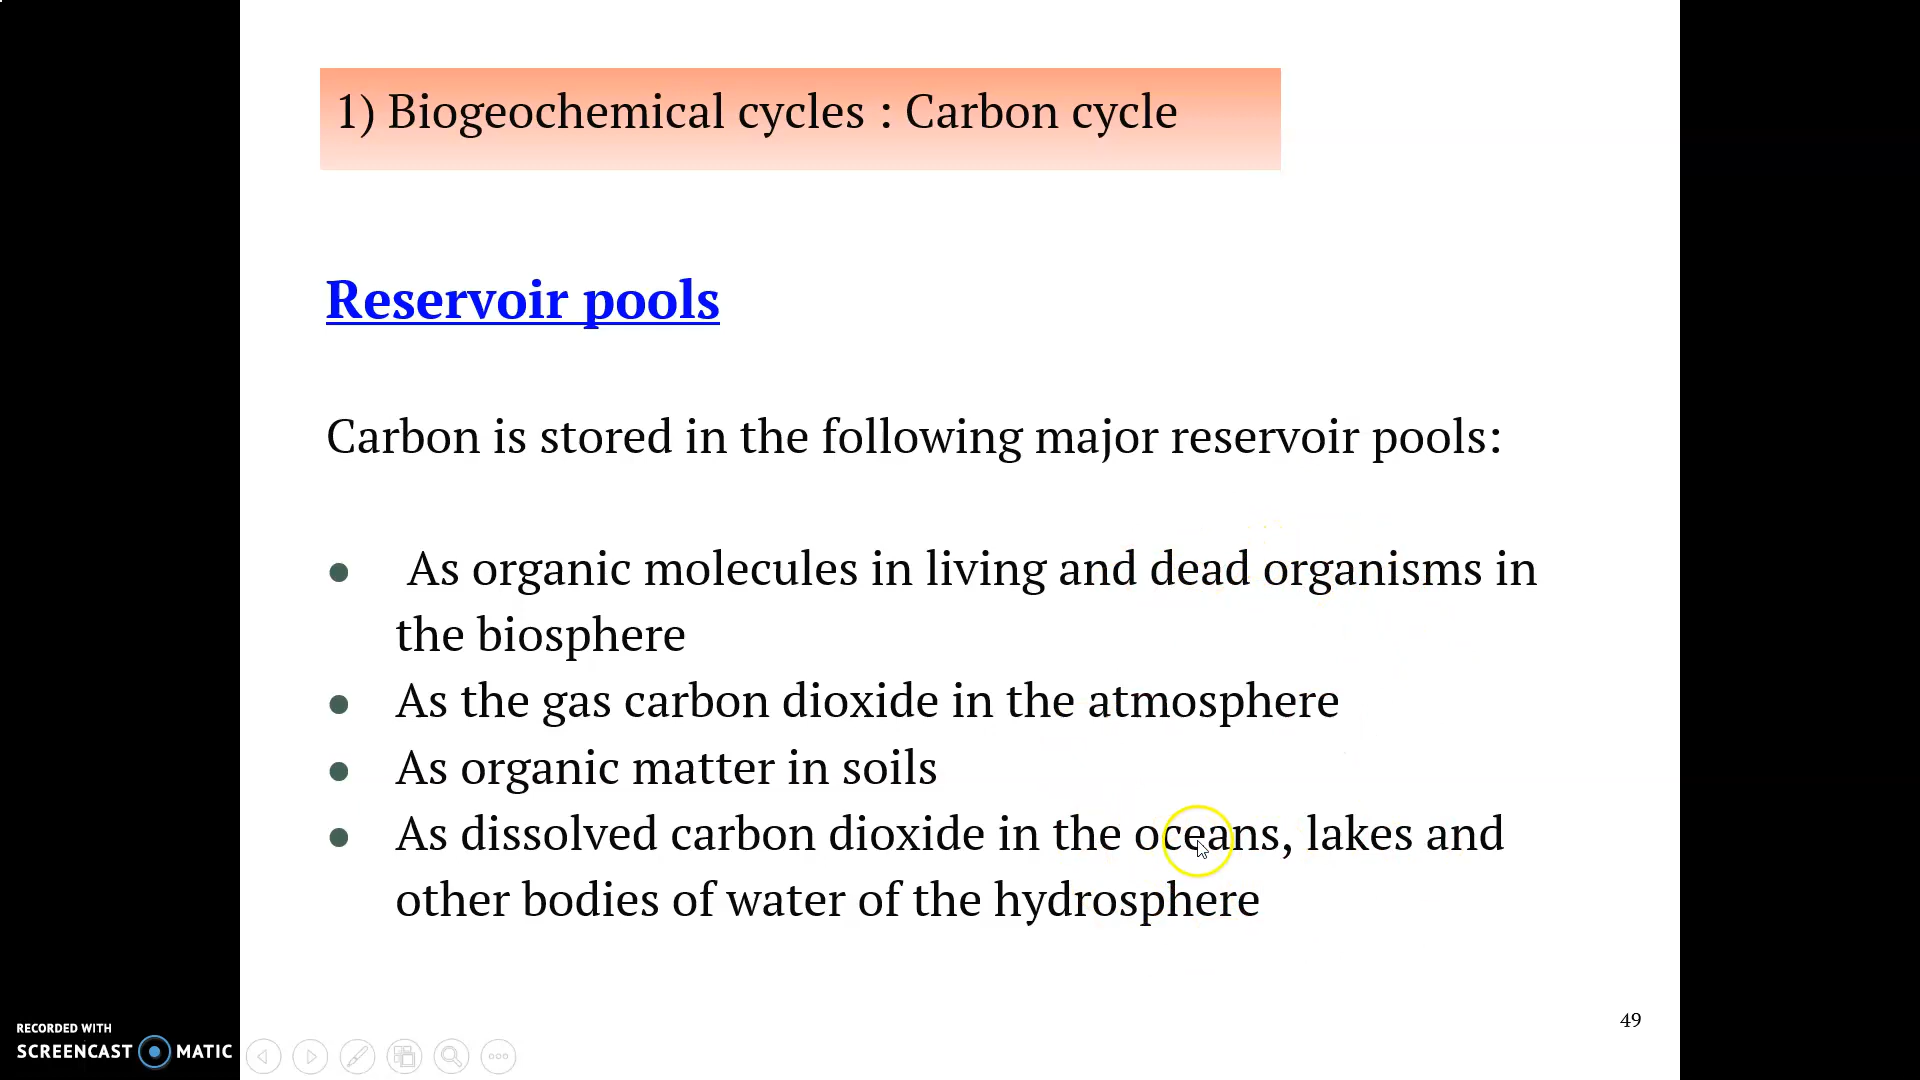 1) Biogeochemical cycles : Carbon cycle
Reservoir pools
Carbon is stored in the following major reservoir pools:
● As organic molecules in living and dead organisms in
the biosphere
● As the gas carbon dioxide in the atmosphere
● As organic matter in soils
● As dissolved carbon dioxide in the oceans, lakes and
other bodies of water of the hydrosphere
49
RECORDED WITH
SCREENCAST MATIC